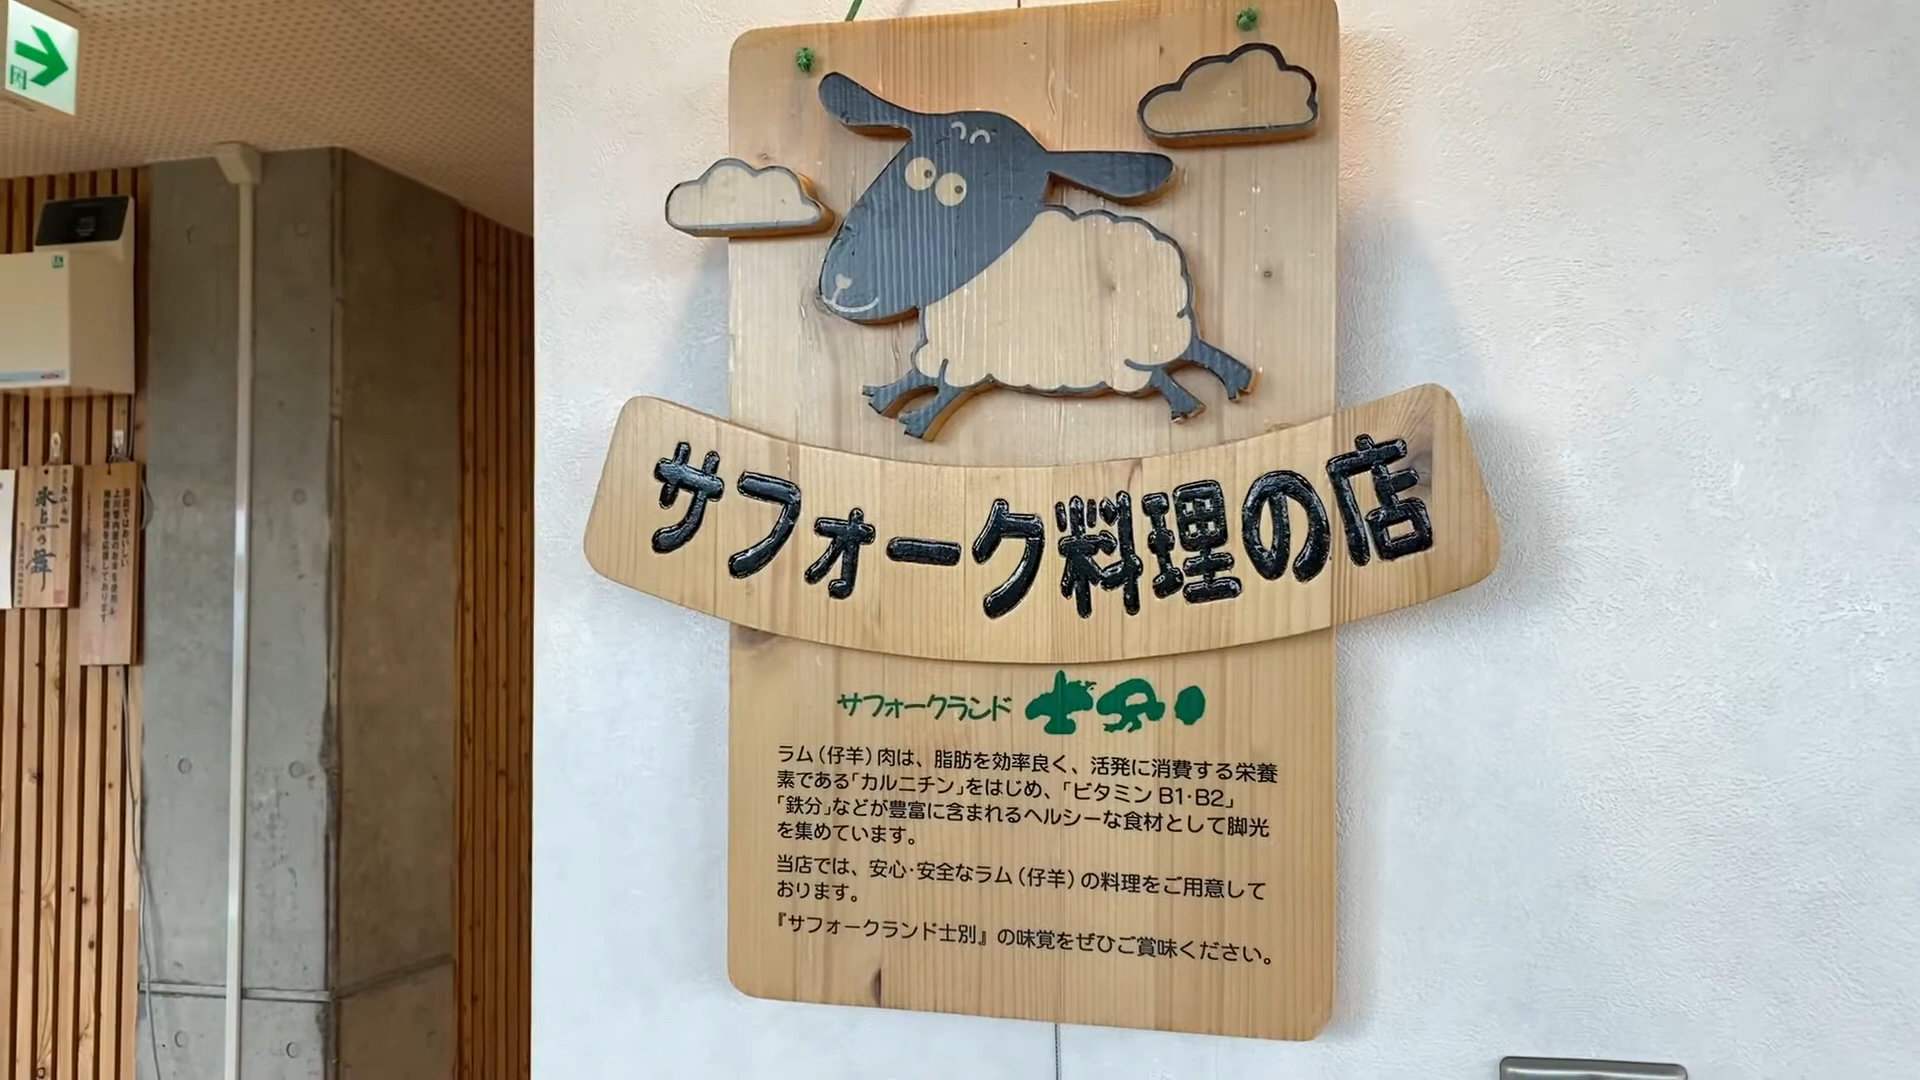 サフォーク料理の店
サフォークランド士別
ラム（仔羊）肉は、脂肪を効率良く、活発に消費する栄養
素である「カルニチン」をはじめ、「ビタミン B1･B2」
「鉄分」などが豊富に含まれるヘルシーな食材として脚光
を集めています。
当店では、安心･安全なラム（仔羊）の料理をご用意して
おります。
『サフォークランド士別』の味覚をぜひご賞味ください。
氷点の舞